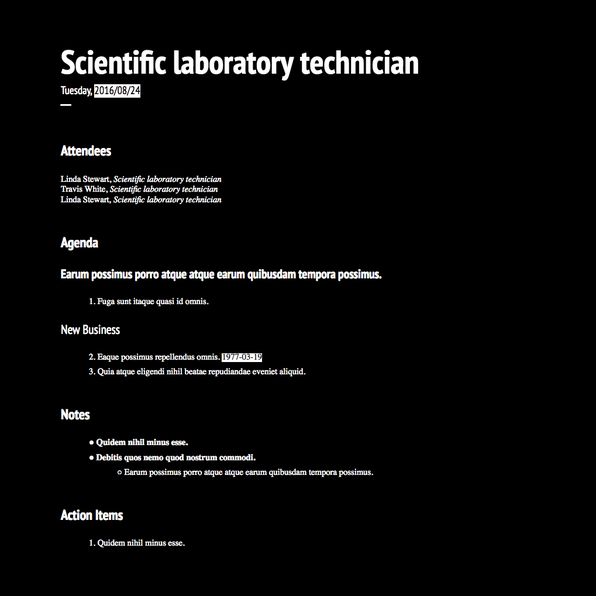 Scientific laboratory technician
Tuesday, 2016/08/24
Attendees
Linda Stewart, Scientific laboratory technician
Travis White, Scientific laboratory technician
Linda Stewart, Scientific laboratory technician
Agenda
Earum possimus porro atque atque earum quibusdam tempora possimus.
1. Fuga sunt itaque quasi id omnis.
New Business
2. Eaque possimus repellendus omnis. 1977-03-19
3. Quia atque eligendi nihil beatae repudiandae eveniet aliquid.
Notes
● Quidem nihil minus esse.
● Debitis quos nemo quod nostrum commodi.
○ Earum possimus porro atque atque earum quibusdam tempora possimus.
Action Items
1. Quidem nihil minus esse.